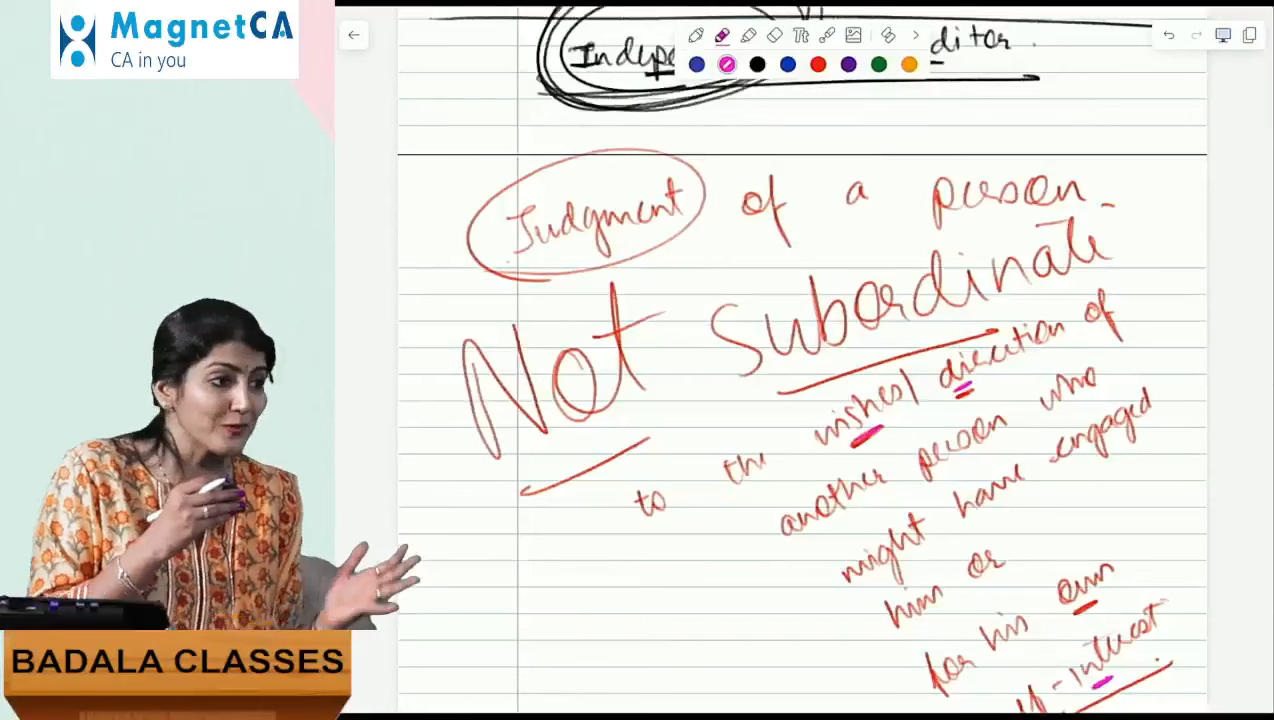 MagnetCA
CA in you
Indepe
ditor
Judgment of a person
Not subordinate
to the wishes/ direction of
another person who
might have engaged
him or
for his own
interest
BADALA CLASSES